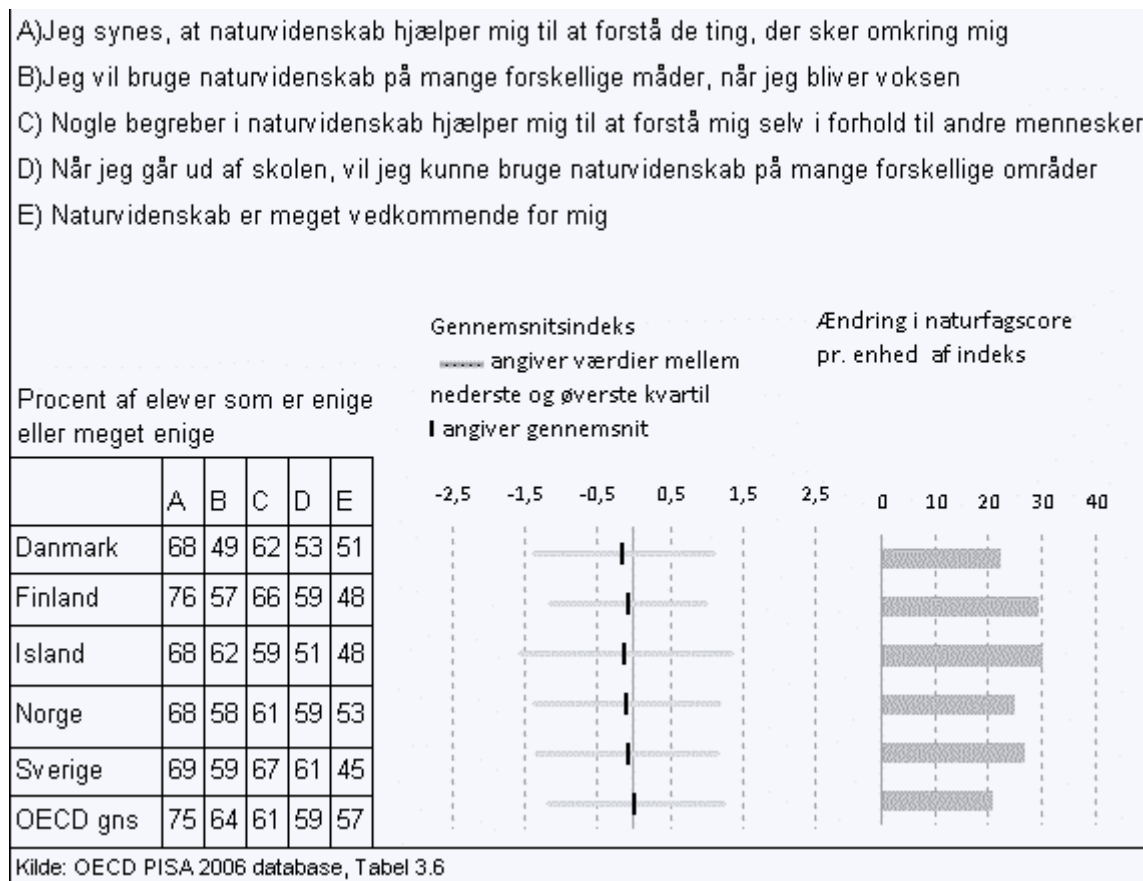 A)Jeg synes, at naturvidenskab hjælper mig til at forstå de ting, der sker omkring mig
B)Jeg vil bruge naturvidenskab på mange forskellige måder, når jeg bliver voksen
C) Nogle begreber i naturvidenskab hjælper mig til at forstå mig selv i forhold til andre mennesker
D) Når jeg går ud af skolen, vil jeg kunne bruge naturvidenskab på mange forskellige områder
E) Naturvidenskab er meget vedkommende for mig
Gennemsnitsindeks
angiver værdier mellem
nederste og øverste kvartil
angiver gennemsnit
Ændring i naturfagscore
pr. enhed af indeks
Procent af elever som er enige
eller meget enige
A B C D E
Danmark 68 49 62 53 51
Finland 76 57 66 59 48
Island 68 62 59 51 48
Norge 68 58 61 59 53
Sverige 69 59 67 61 45
OECD gns 75 64 61 59 57
-2,5 -1,5 -0,5 0,5 1,5 2,5
0 10 20 30 40
Kilde: OECD PISA 2006 database, Tabel 3.6